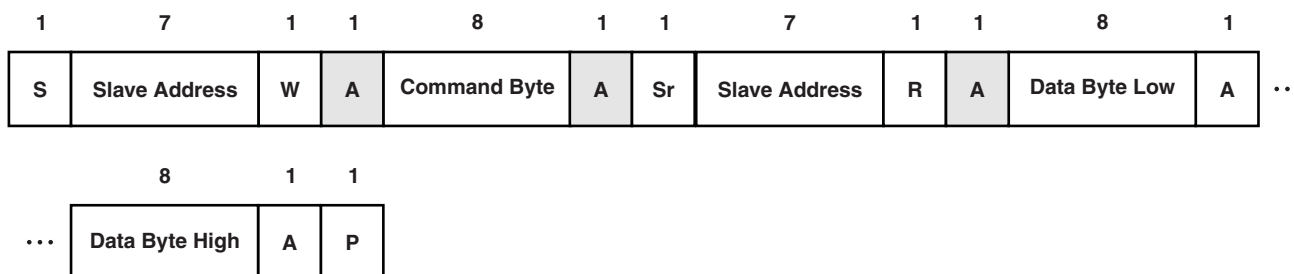 1 7 1 1 8 1 1 7 1 1 8 1
S Slave Address W A Command Byte A Sr Slave Address R A Data Byte Low A ··
8 1 1
··· Data Byte High A P